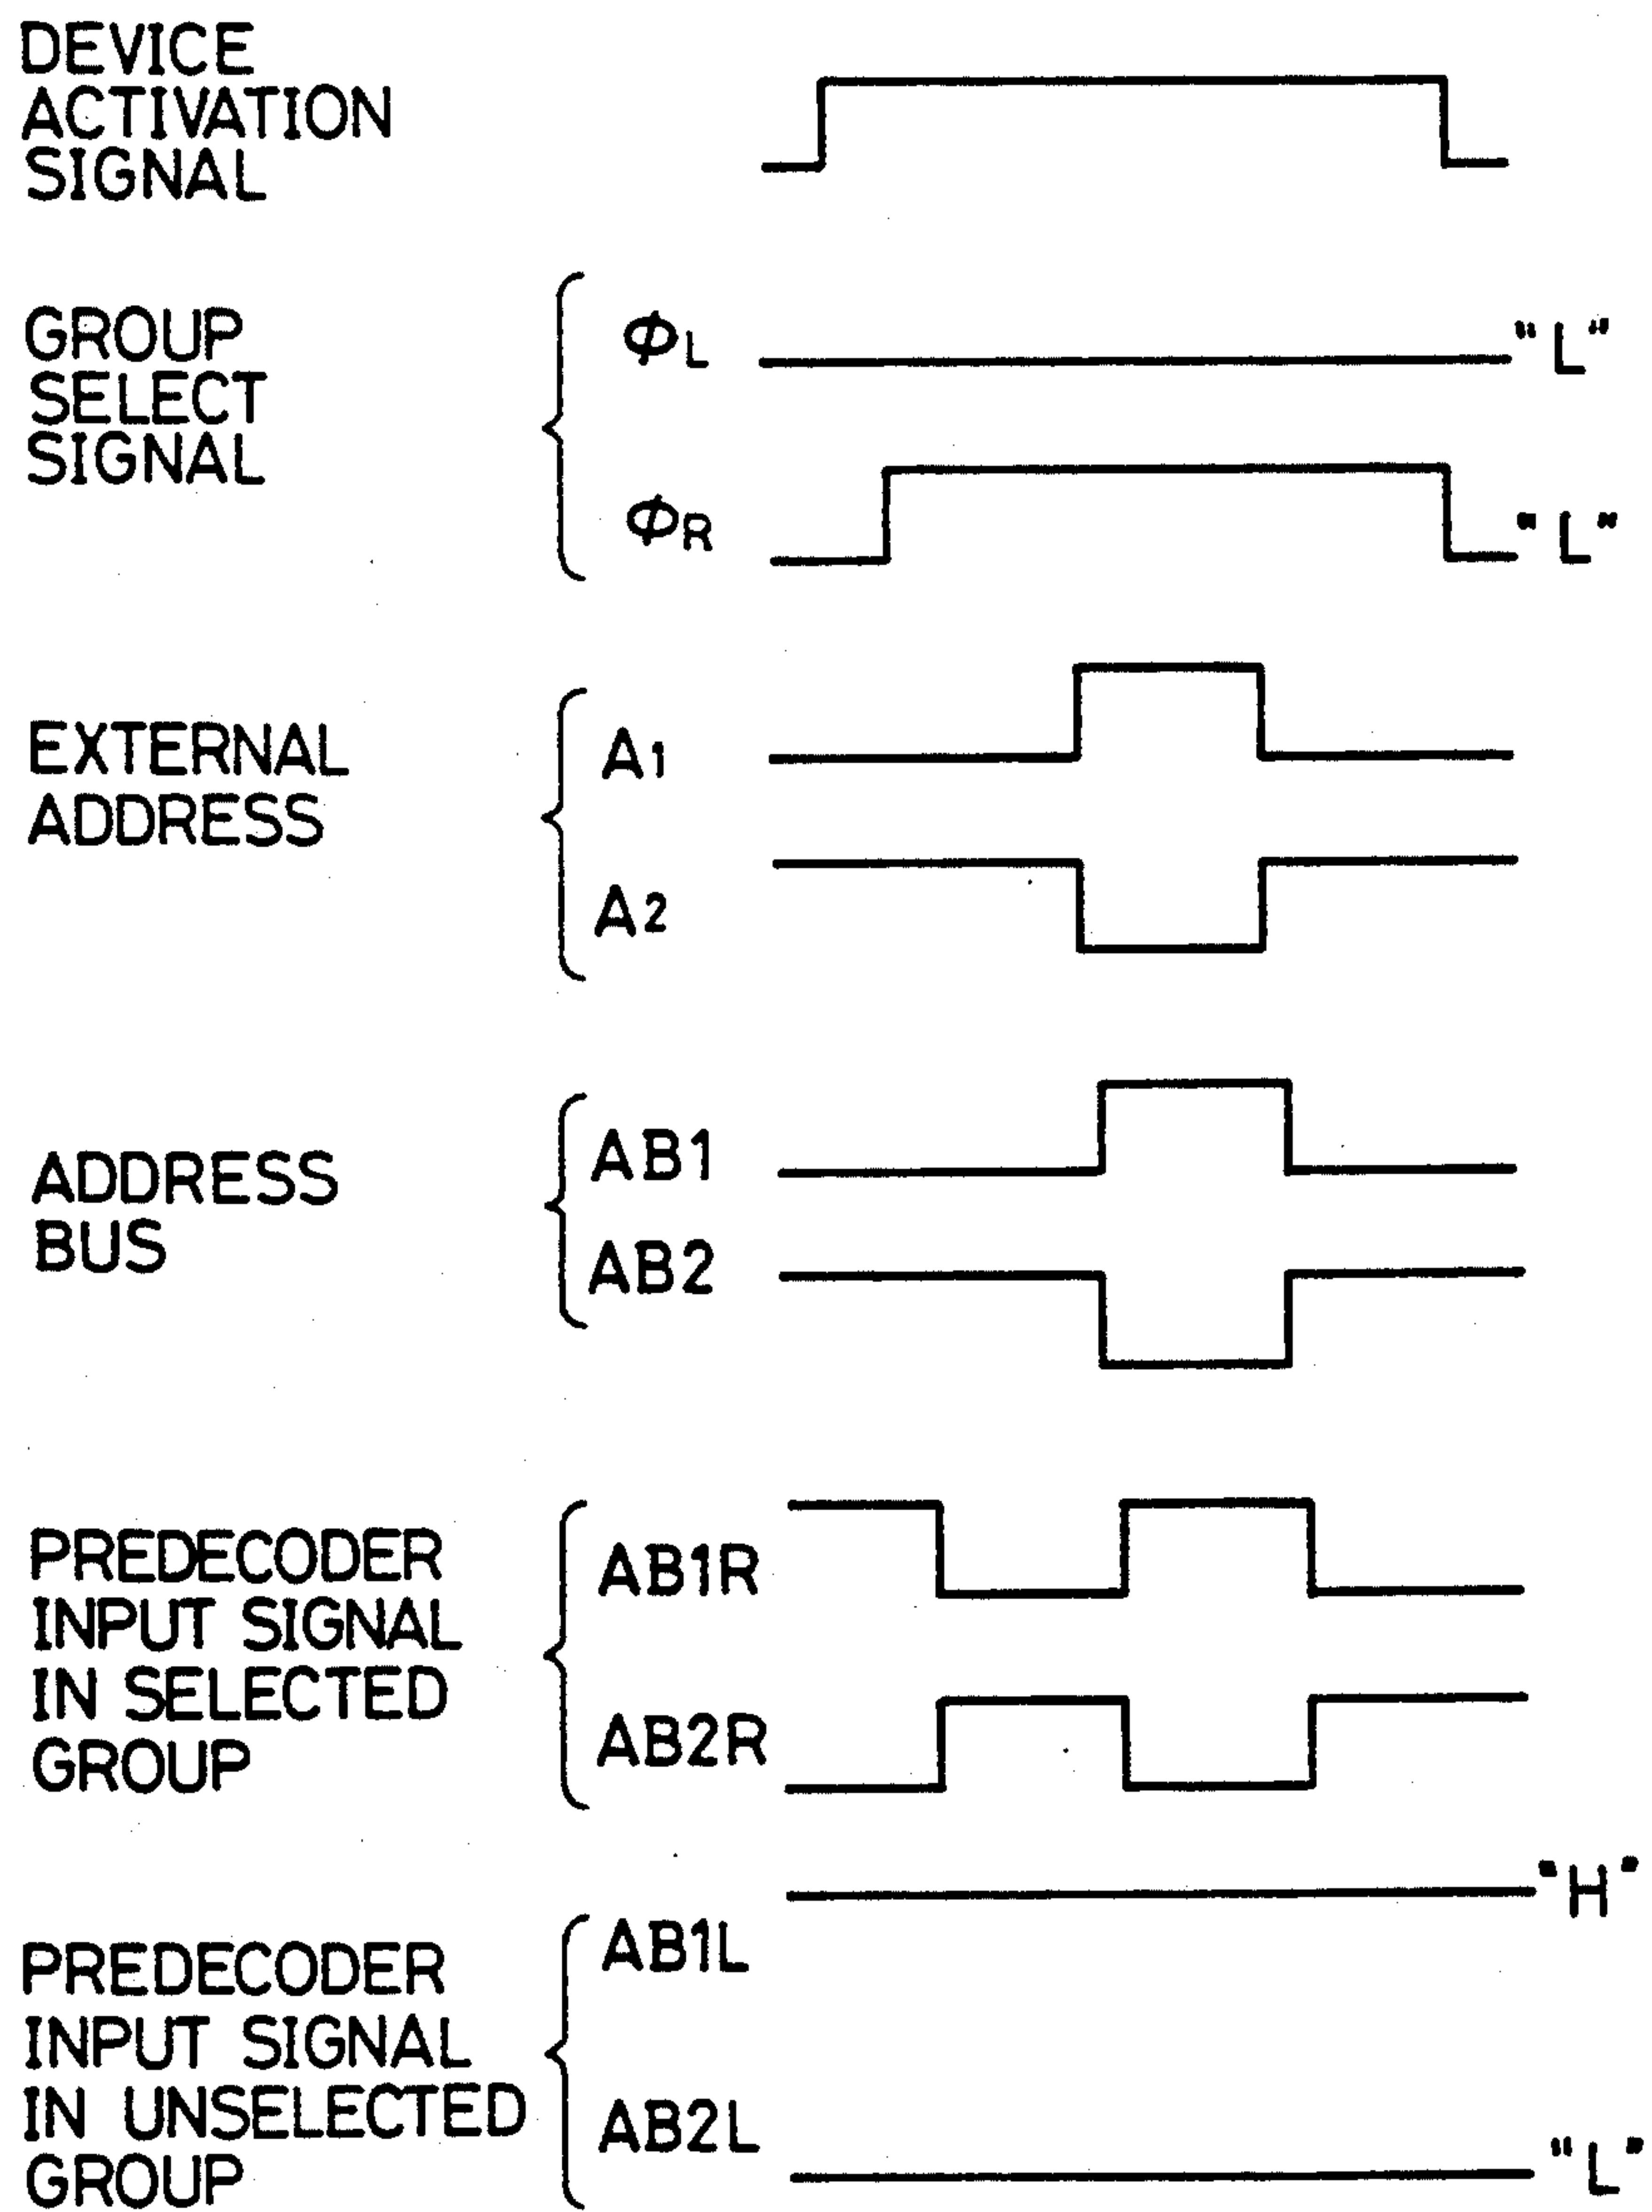 DEVICE
ACTIVATION
SIGNAL
GROUP
SELECT
SIGNAL
ΦL
"L"
ΦR
"L"
EXTERNAL
ADDRESS
A1
A2
ADDRESS
BUS
AB1
AB2
PREDECODER
INPUT SIGNAL
IN SELECTED
GROUP
AB1R
AB2R
PREDECODER
INPUT SIGNAL
IN UNSELECTED
GROUP
AB1L
"H"
AB2L
"L"